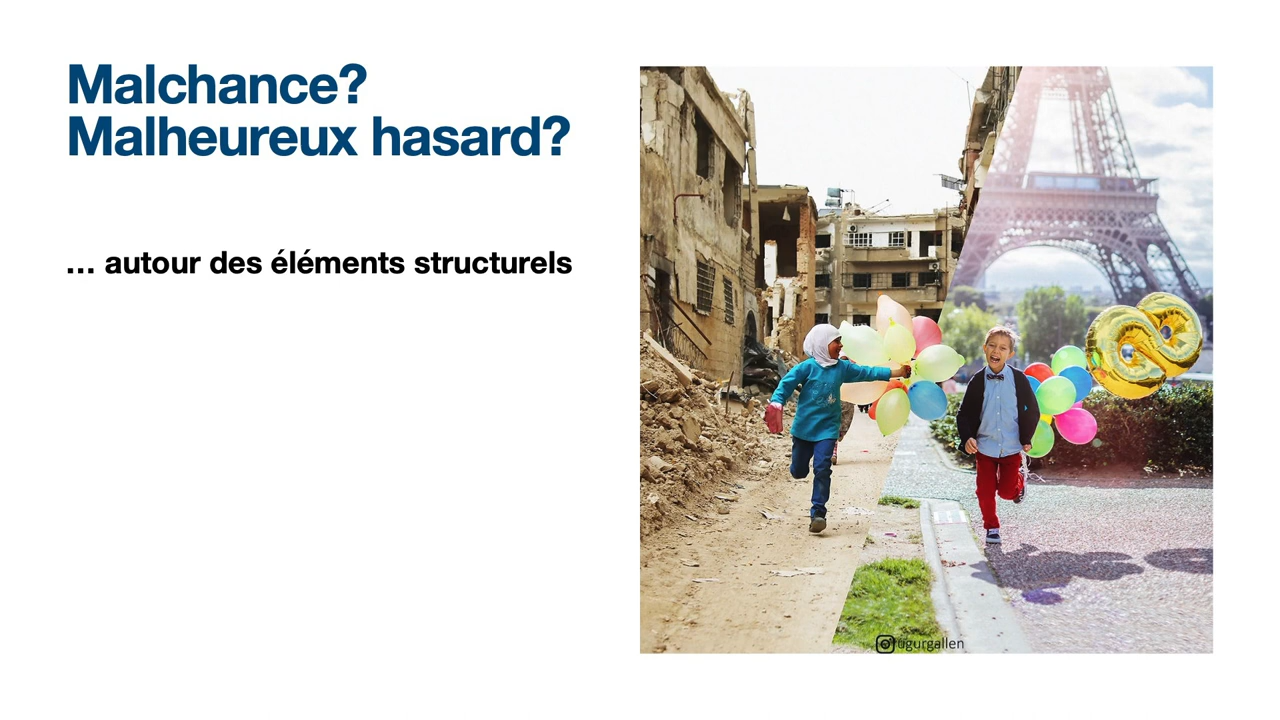 Malchance?
Malheureux hasard?
… autour des éléments structurels
ugurgallen